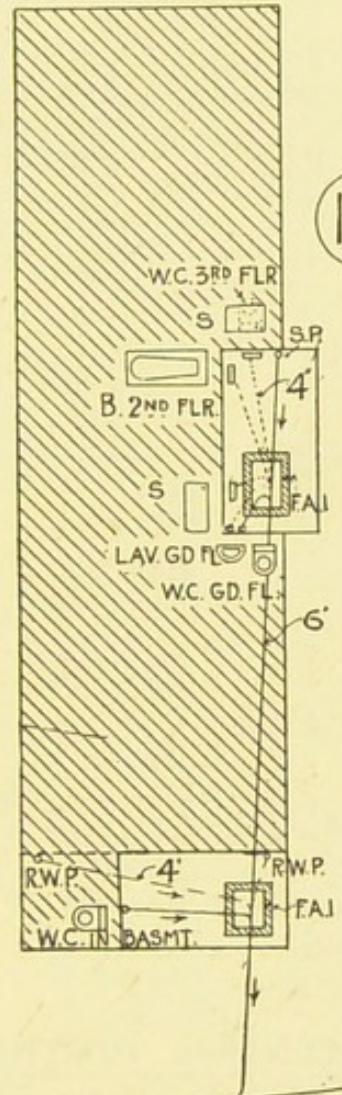 W.C. 3RD FLR
S
S.P.
4"
B. 2ND FLR.
S
F.A.I
LAV. GD FL
W.C. GD. FL.
6"
R.W.P.
4"
R.W.P.
F.A.I
W.C. IN BASMT.